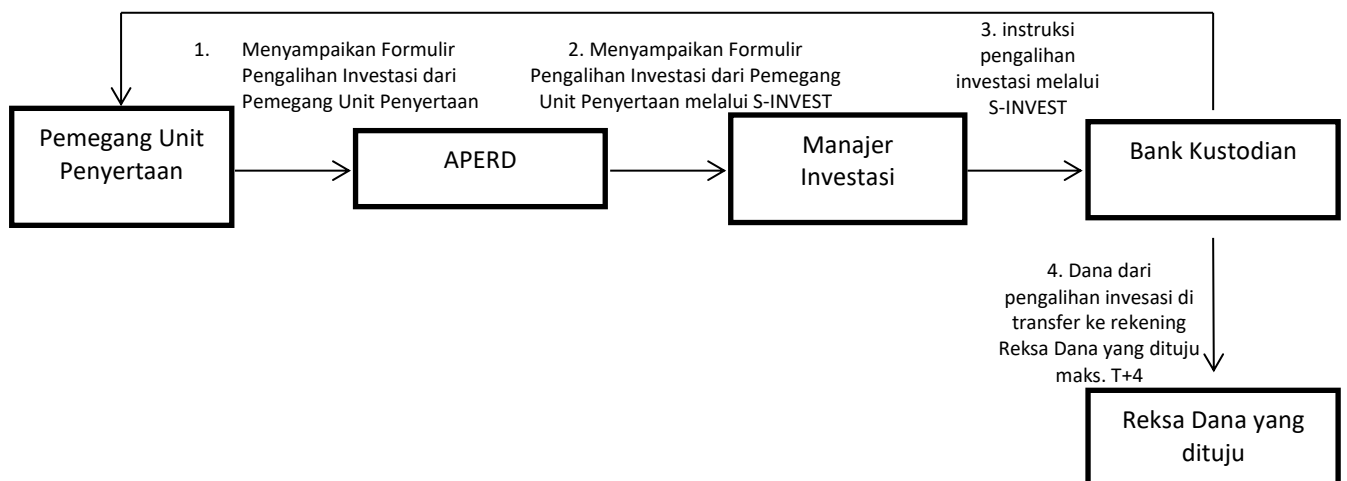 1. Menyampaikan Formulir
Pengalihan Investasi dari
Pemegang Unit Penyertaan
2. Menyampaikan Formulir
Pengalihan Investasi dari Pemegang
Unit Penyertaan melalui S-INVEST
3. instruksi
pengalihan
investasi melalui
S-INVEST
Pemegang Unit
Penyertaan
APERD
Manajer
Investasi
Bank Kustodian
4. Dana dari
pengalihan invesasi di
transfer ke rekening
Reksa Dana yang dituju
maks. T+4
Reksa Dana yang
dituju